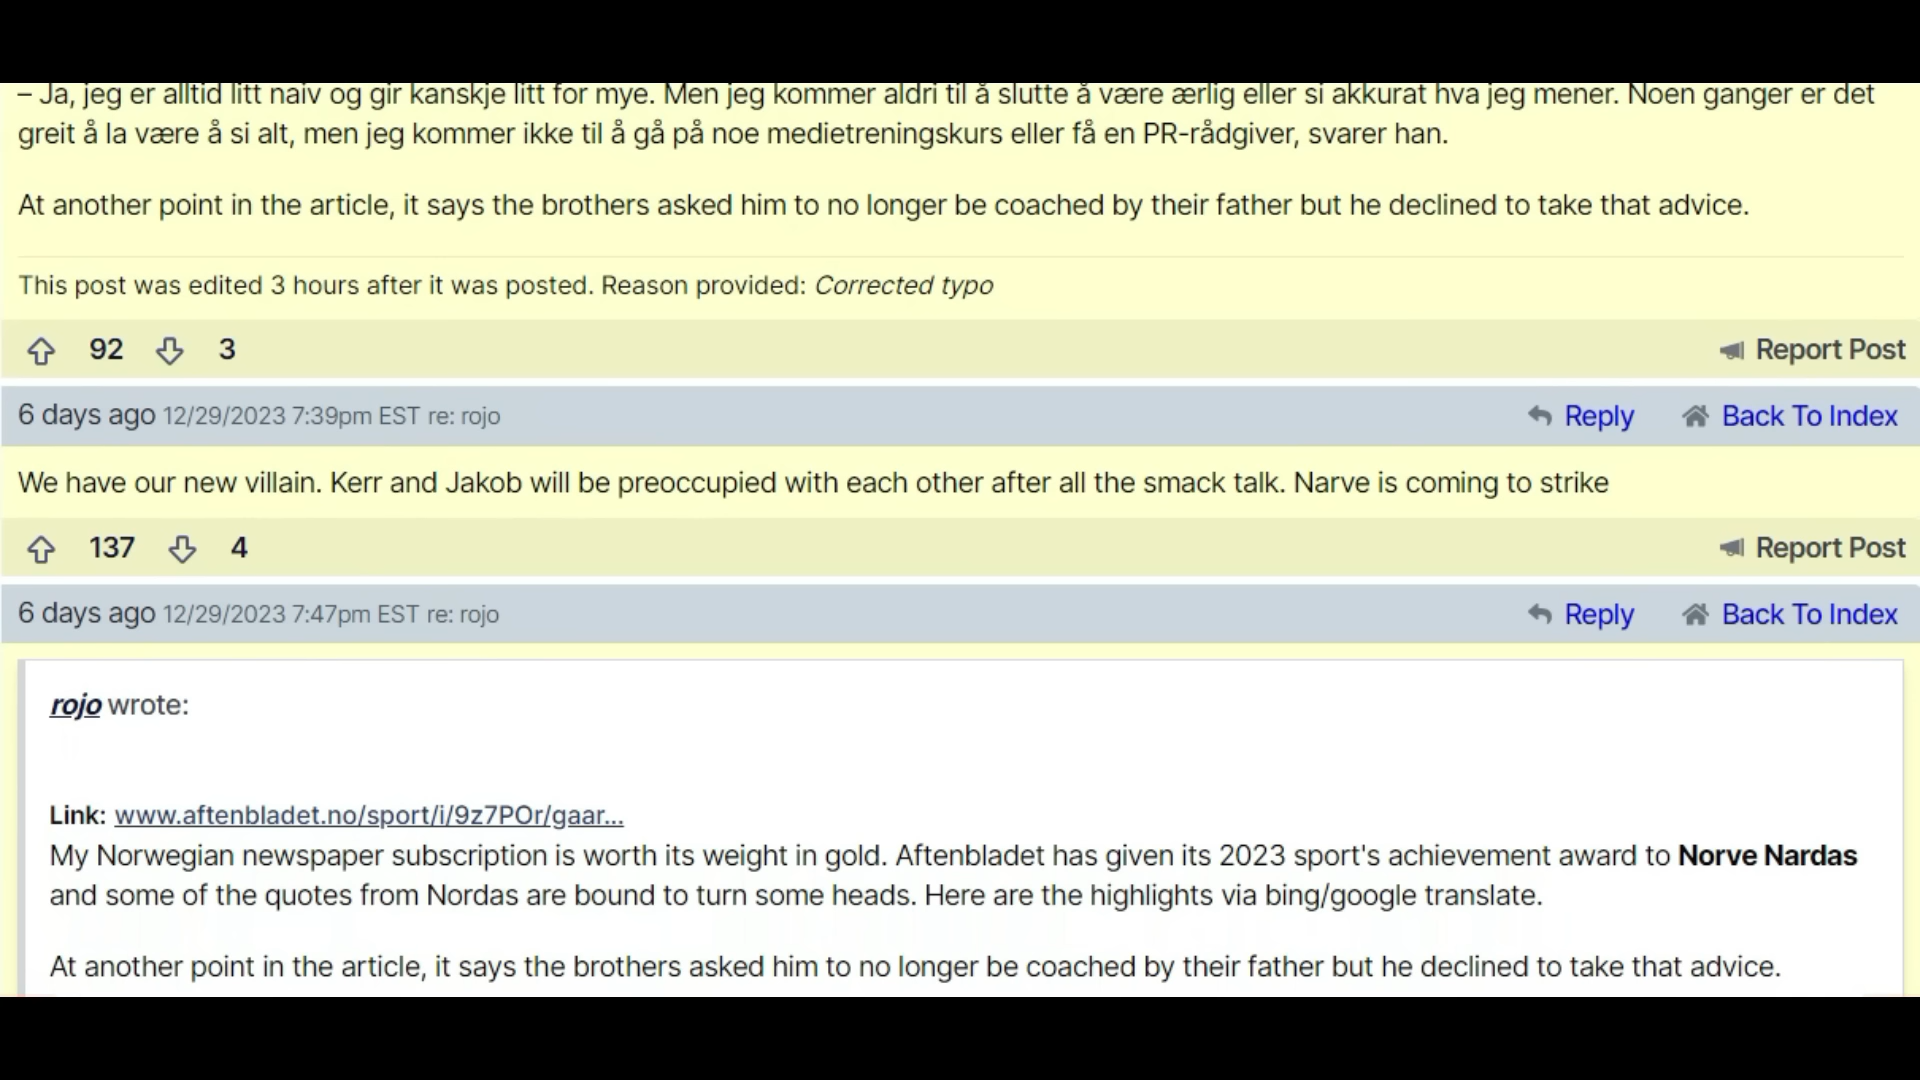 – Ja, jeg er alltid litt naiv og gir kanskje litt for mye. Men jeg kommer aldri til å slutte å være ærlig eller si akkurat hva jeg mener. Noen ganger er det
greit å la være å si alt, men jeg kommer ikke til å gå på noe medietreningskurs eller få en PR-rådgiver, svarer han.
At another point in the article, it says the brothers asked him to no longer be coached by their father but he declined to take that advice.
This post was edited 3 hours after it was posted. Reason provided: Corrected typo
92 3 Report Post
6 days ago 12/29/2023 7:39pm EST re: rojo Reply Back To Index
We have our new villain. Kerr and Jakob will be preoccupied with each other after all the smack talk. Narve is coming to strike
137 4 Report Post
6 days ago 12/29/2023 7:47pm EST re: rojo Reply Back To Index
rojo wrote:
Link: www.aftenbladet.no/sport/i/9z7POr/gaar...
My Norwegian newspaper subscription is worth its weight in gold. Aftenbladet has given its 2023 sport's achievement award to Norve Nardas
and some of the quotes from Nordas are bound to turn some heads. Here are the highlights via bing/google translate.
At another point in the article, it says the brothers asked him to no longer be coached by their father but he declined to take that advice.